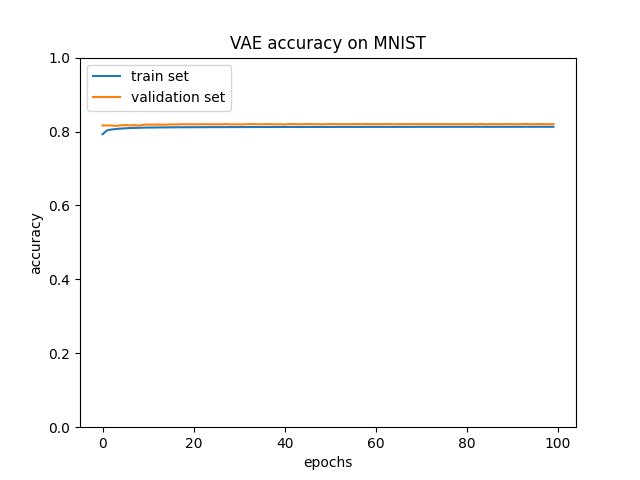 VAE accuracy on MNIST
train set
validation set
1.0
0.8
0.6
0.4
0.2
0.0
accuracy
0 20 40 60 80 100
epochs